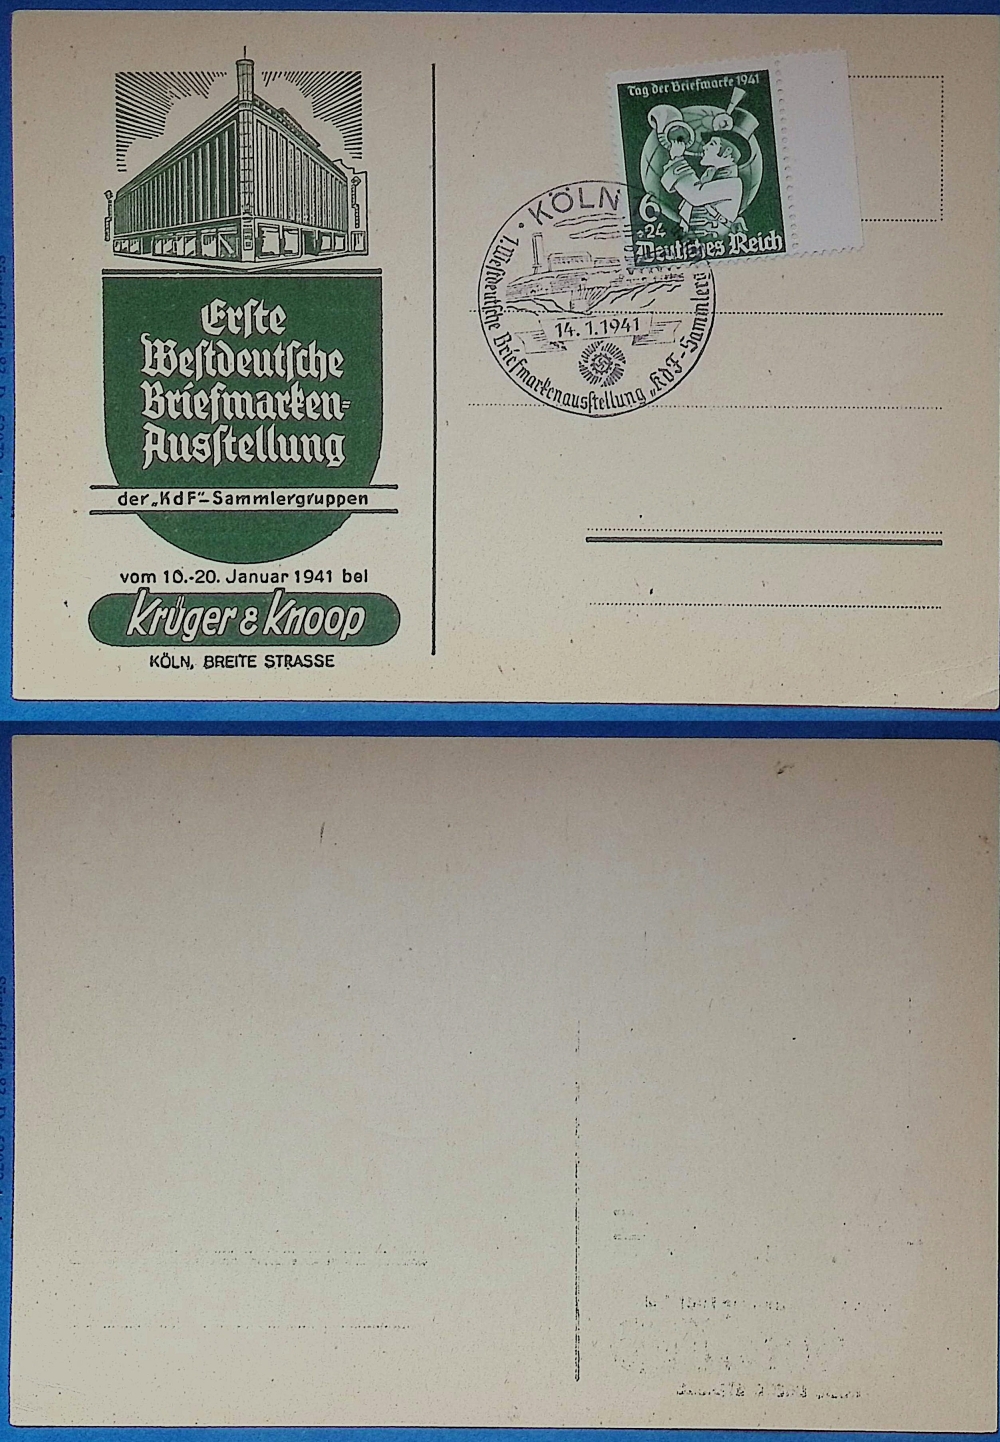 Erste
Westdeutsche
Briefmarken-
Ausstellung
der „KdF“-Sammlergruppen
vom 10.-20. Januar 1941 bei
Krüger & Knoop
KÖLN, BREITE STRASSE
Tag der Briefmarke 1941
6
+24
Deutsches Reich
KÖLN
1. Westdeutsche Briefmarkenausstellung „KdF-Sammlerg
14.1.1941